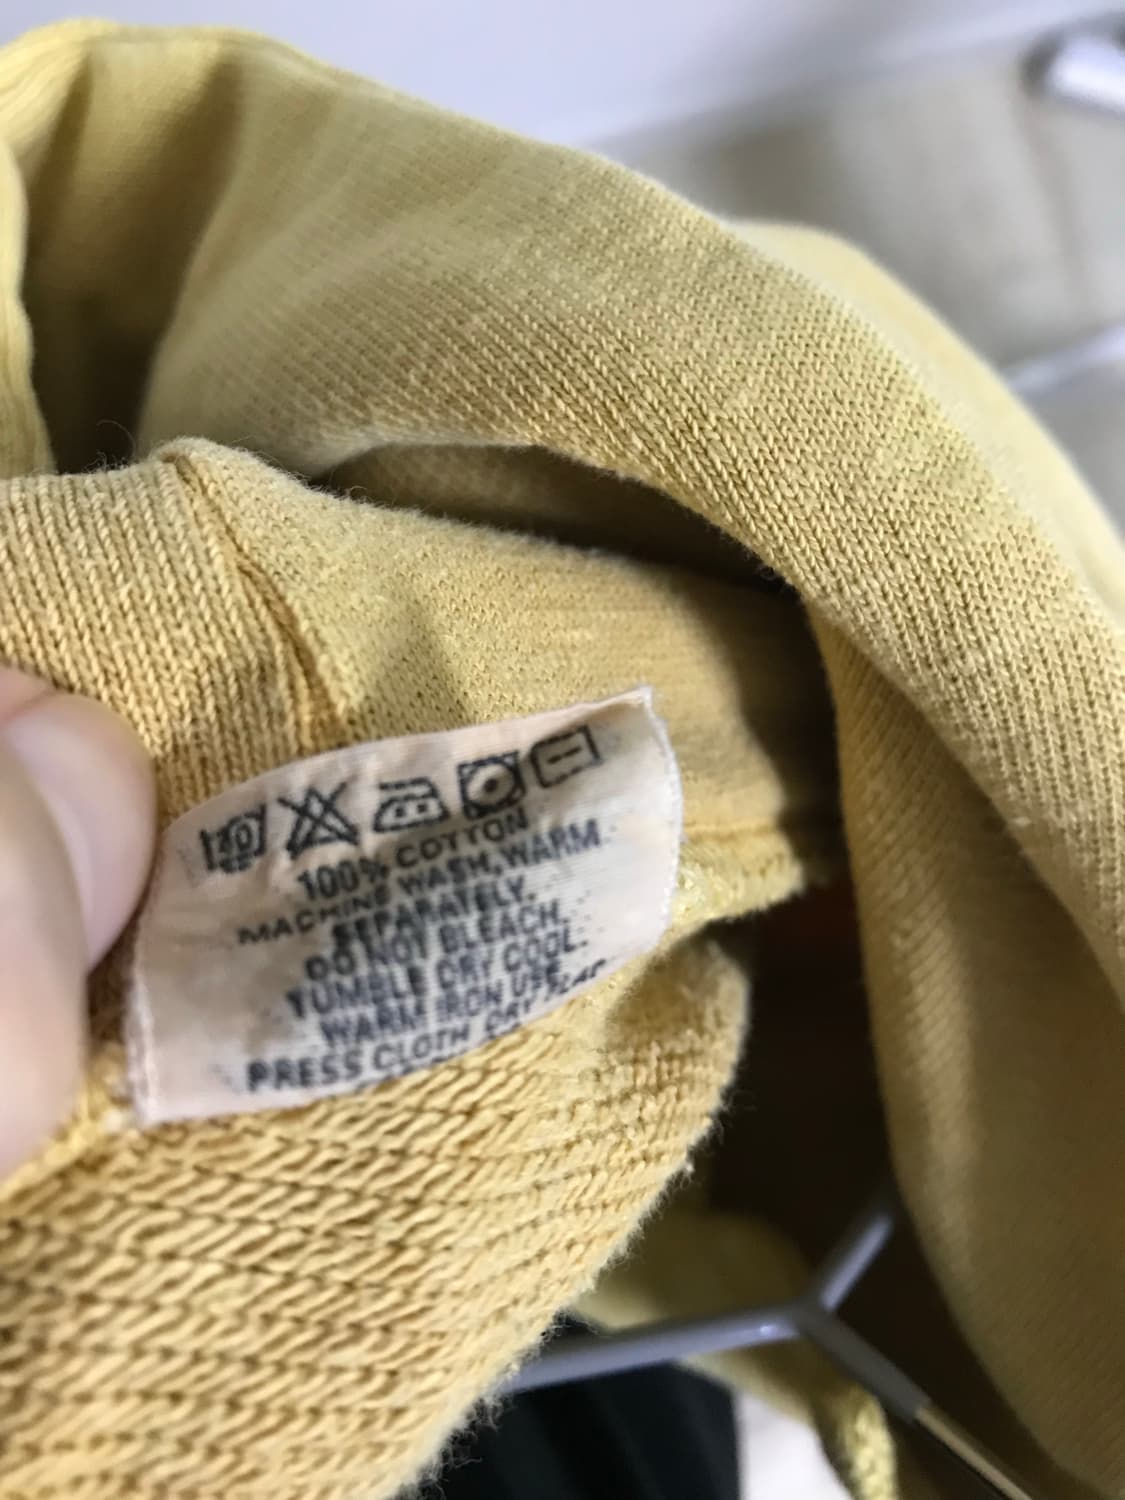 100% COTTON
MACHINE WASH, WARM
SEPARATELY.
DO NOT BLEACH.
TUMBLE DRY COOL.
WARM IRON USE
PRESS CLOTH